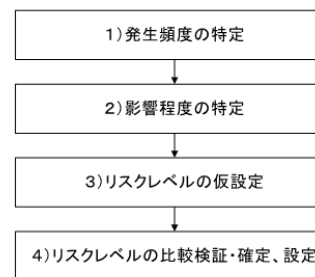 1)発生頻度の特定
2)影響程度の特定
3)リスクレベルの仮設定
4)リスクレベルの比較検証・確定、設定